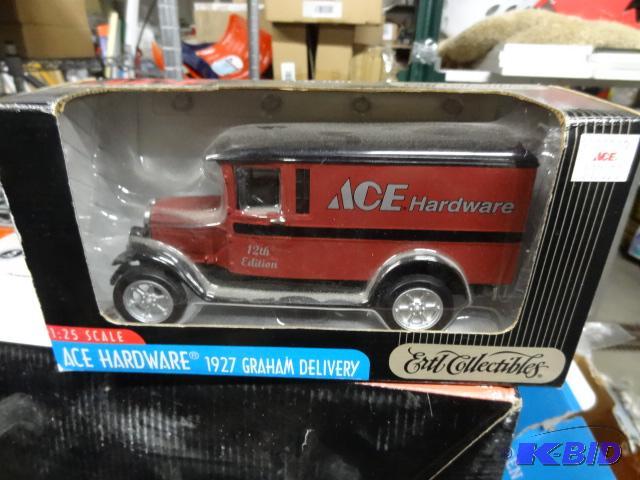 ACE Hardware
12th
Edition
ACE
1:25 SCALE
ACE HARDWARE® 1927 GRAHAM DELIVERY
Ertl Collectibles®
K-BID